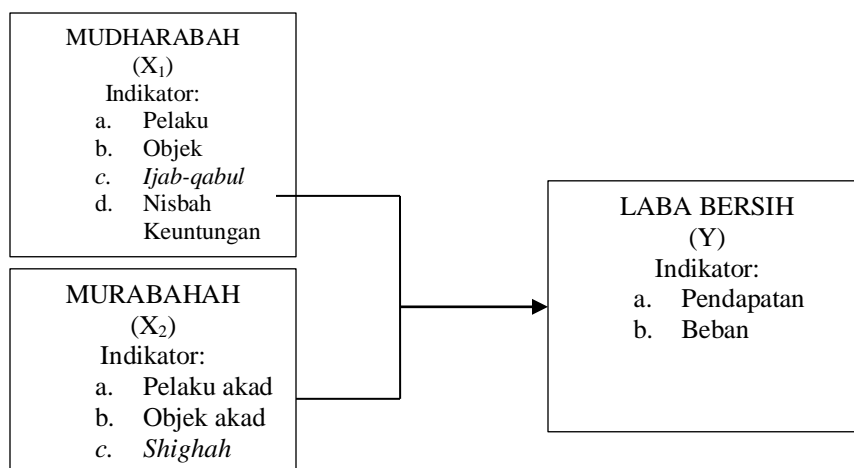 MUDHARABAH
(X₁)
Indikator:
a. Pelaku
b. Objek
c. Ijab-qabul
d. Nisbah
Keuntungan
MURABAHAH
(X₂)
Indikator:
a. Pelaku akad
b. Objek akad
c. Shighah
LABA BERSIH
(Y)
Indikator:
a. Pendapatan
b. Beban